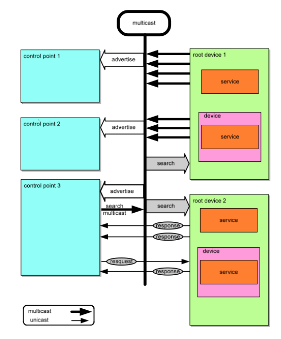 multicast
control point 1
advertise
root device 1
service
control point 2
advertise
device
service
search
control point 3
advertise
search
multicast
search
root device 2
service
response
response
device
request
service
response
multicast
unicast